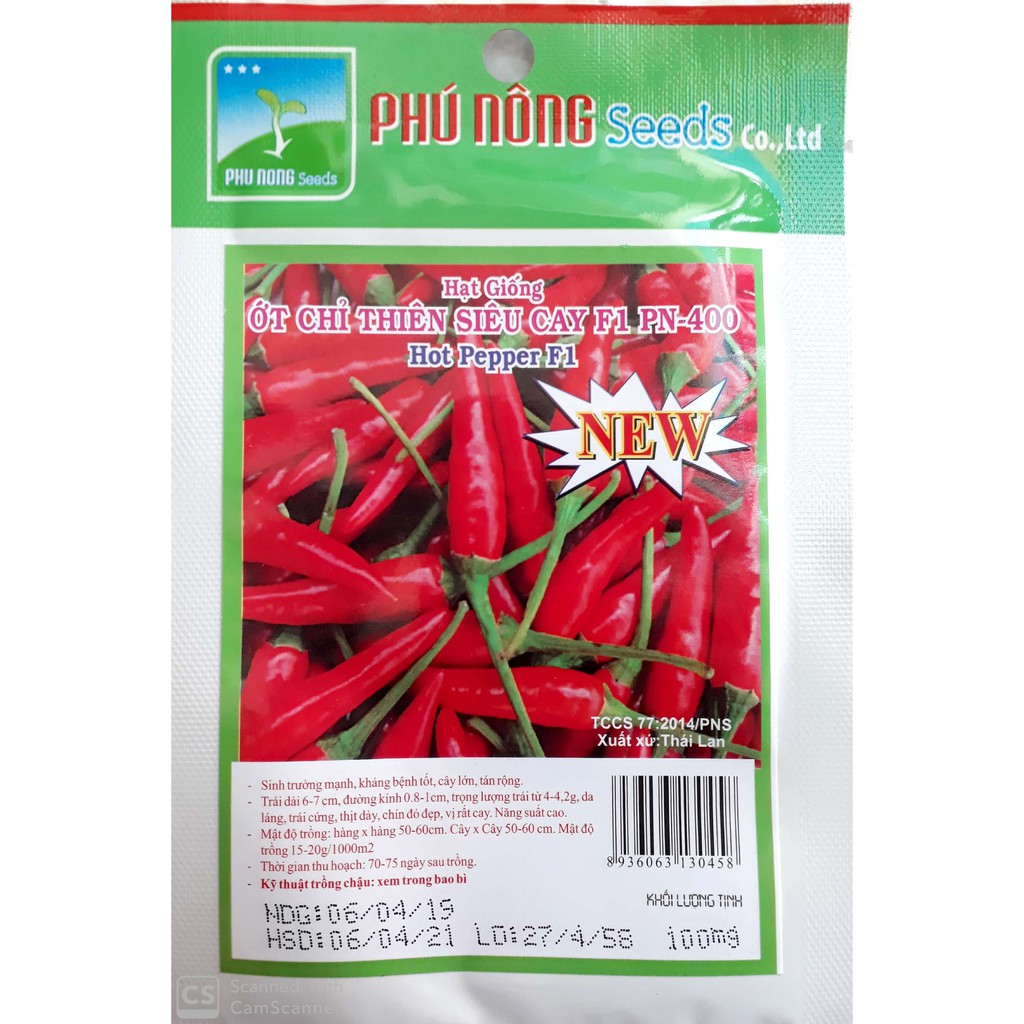 ★★★
PHU NONG Seeds
PHÚ NÔNG Seeds Co.,Ltd
Hạt Giống
ỚT CHỈ THIÊN SIÊU CAY F1 PN-400
Hot Pepper F1
NEW
TCCS 77:2014/PNS
Xuất xứ:Thái Lan
- Sinh trưởng mạnh, kháng bệnh tốt, cây lớn, tán rộng.
- Trái dài 6-7 cm, đường kính 0.8-1cm, trọng lượng trái từ 4-4,2g, da
láng, trái cứng, thịt dày, chín đỏ đẹp, vị rất cay. Năng suất cao.
- Mật độ trồng: hàng x hàng 50-60cm. Cây x Cây 50-60 cm. Mật độ
trồng 15-20g/1000m2
- Thời gian thu hoạch: 70-75 ngày sau trồng.
- Kỹ thuật trồng chậu: xem trong bao bì
8 936063 130458
KHỐI LƯỢNG TỊNH
NDG:06/04/19
HSD:06/04/21 LO:27/4/58 100mg
CS
Scanned with
CamScanne